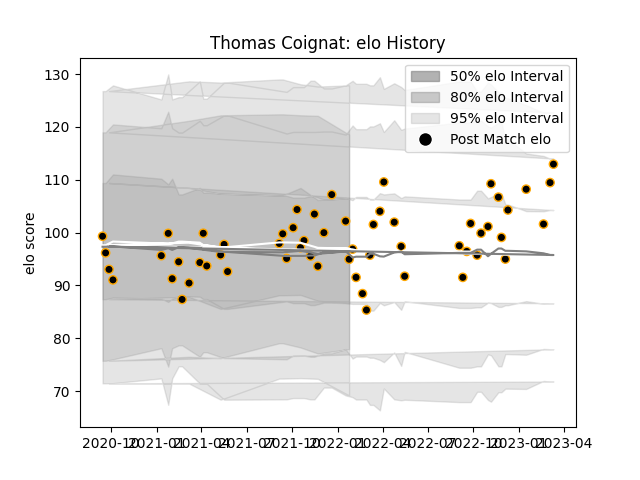 Thomas Coignat: elo History
50% elo Interval
80% elo Interval
95% elo Interval
Post Match elo
elo score
130
120
110
100
90
80
70
2020-10 2021-01 2021-04 2021-07 2021-10 2022-01 2022-04 2022-07 2022-10 2023-01 2023-04